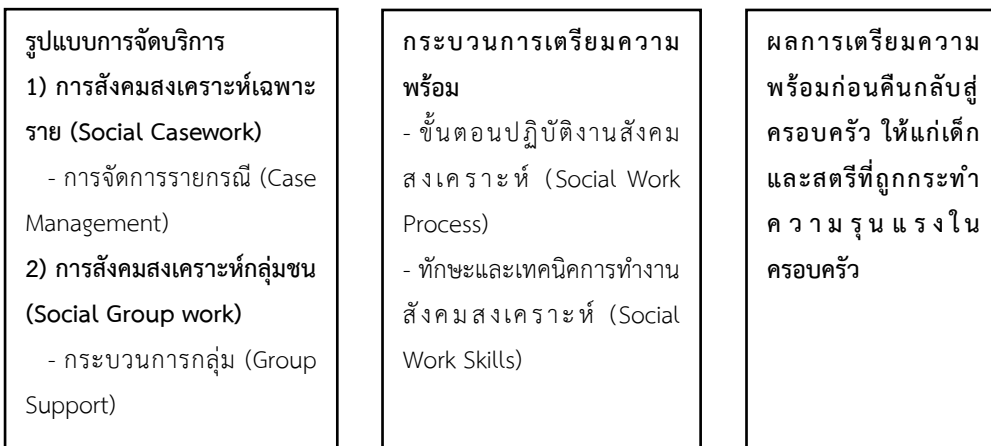 รูปแบบการจัดบริการ
1) การสังคมสงเคราะห์เฉพาะ
ราย (Social Casework)
- การจัดการรายกรณี (Case
Management)
2) การสังคมสงเคราะห์กลุ่มชน
(Social Group work)
- กระบวนการกลุ่ม (Group
Support)
กระบวนการเตรียมความ
พร้อม
- ขั้นตอนปฏิบัติงานสังคม
สงเคราะห์ (Social Work
Process)
- ทักษะและเทคนิคการทำงาน
สังคมสงเคราะห์ (Social
Work Skills)
ผลการเตรียมความ
พร้อมก่อนคืนกลับสู่
ครอบครัว ให้แก่เด็ก
และสตรีที่ถูกกระทำ
ความรุนแรงใน
ครอบครัว